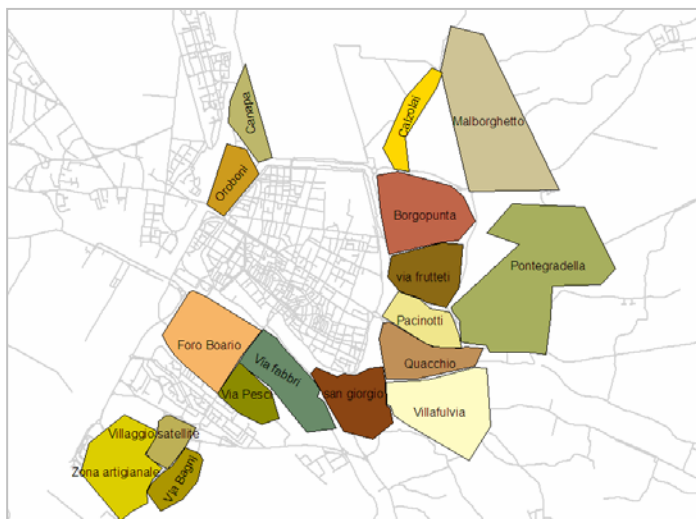 Canapa
Calzolai
Malborghetto
Oroboni
Borgopunta
via frutteti
Pontegradella
Pacinotti
Foro Boario
Via fabbri
Quacchio
Via Pesci
san giorgio
Villafulvia
Villaggio satellite
Zona artigianale
Via Bagni